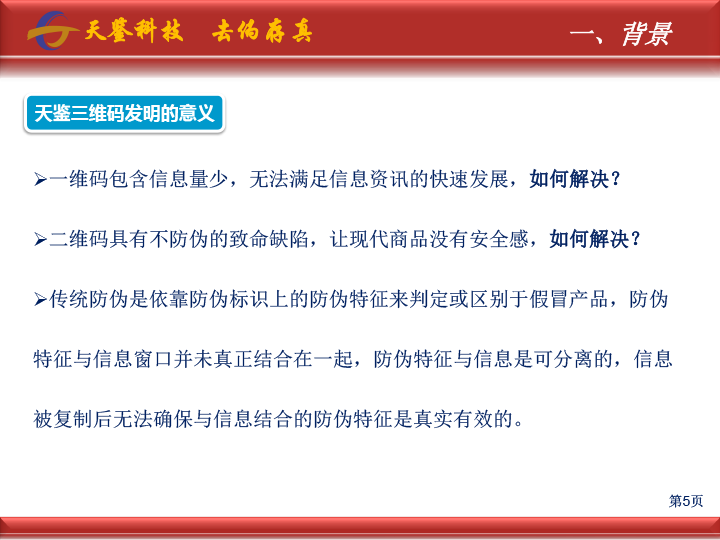 天鉴科技 去伪存真
一、背景
天鉴三维码发明的意义
➢一维码包含信息量少，无法满足信息资讯的快速发展，如何解决？
➢二维码具有不防伪的致命缺陷，让现代商品没有安全感，如何解决？
➢传统防伪是依靠防伪标识上的防伪特征来判定或区别于假冒产品，防伪
特征与信息窗口并未真正结合在一起，防伪特征与信息是可分离的，信息
被复制后无法确保与信息结合的防伪特征是真实有效的。
第5页